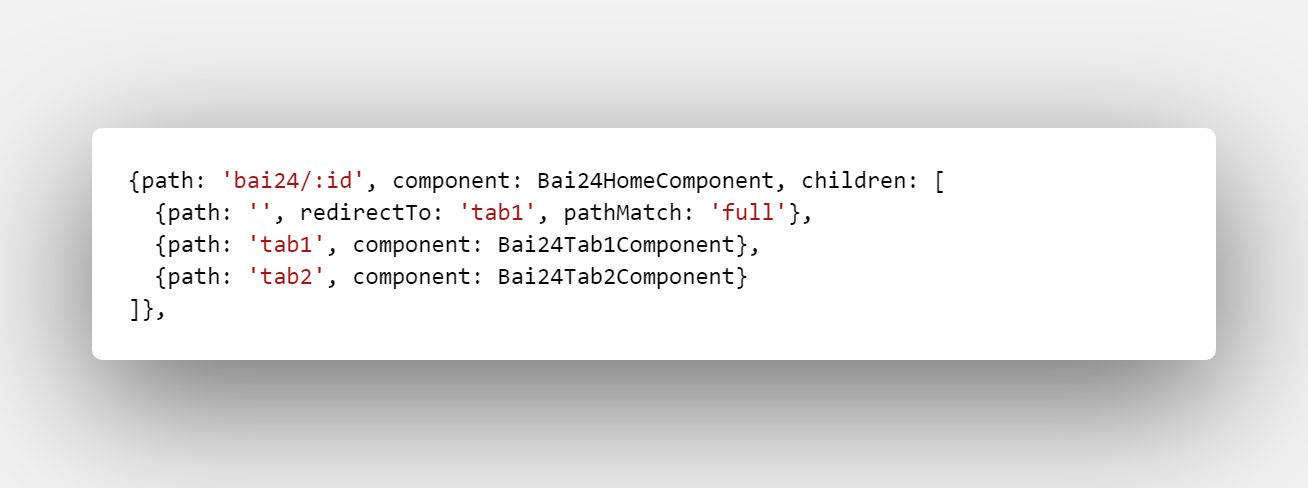 {path: 'bai24/:id', component: Bai24HomeComponent, children: [
  {path: '', redirectTo: 'tab1', pathMatch: 'full'},
  {path: 'tab1', component: Bai24Tab1Component},
  {path: 'tab2', component: Bai24Tab2Component}
]},